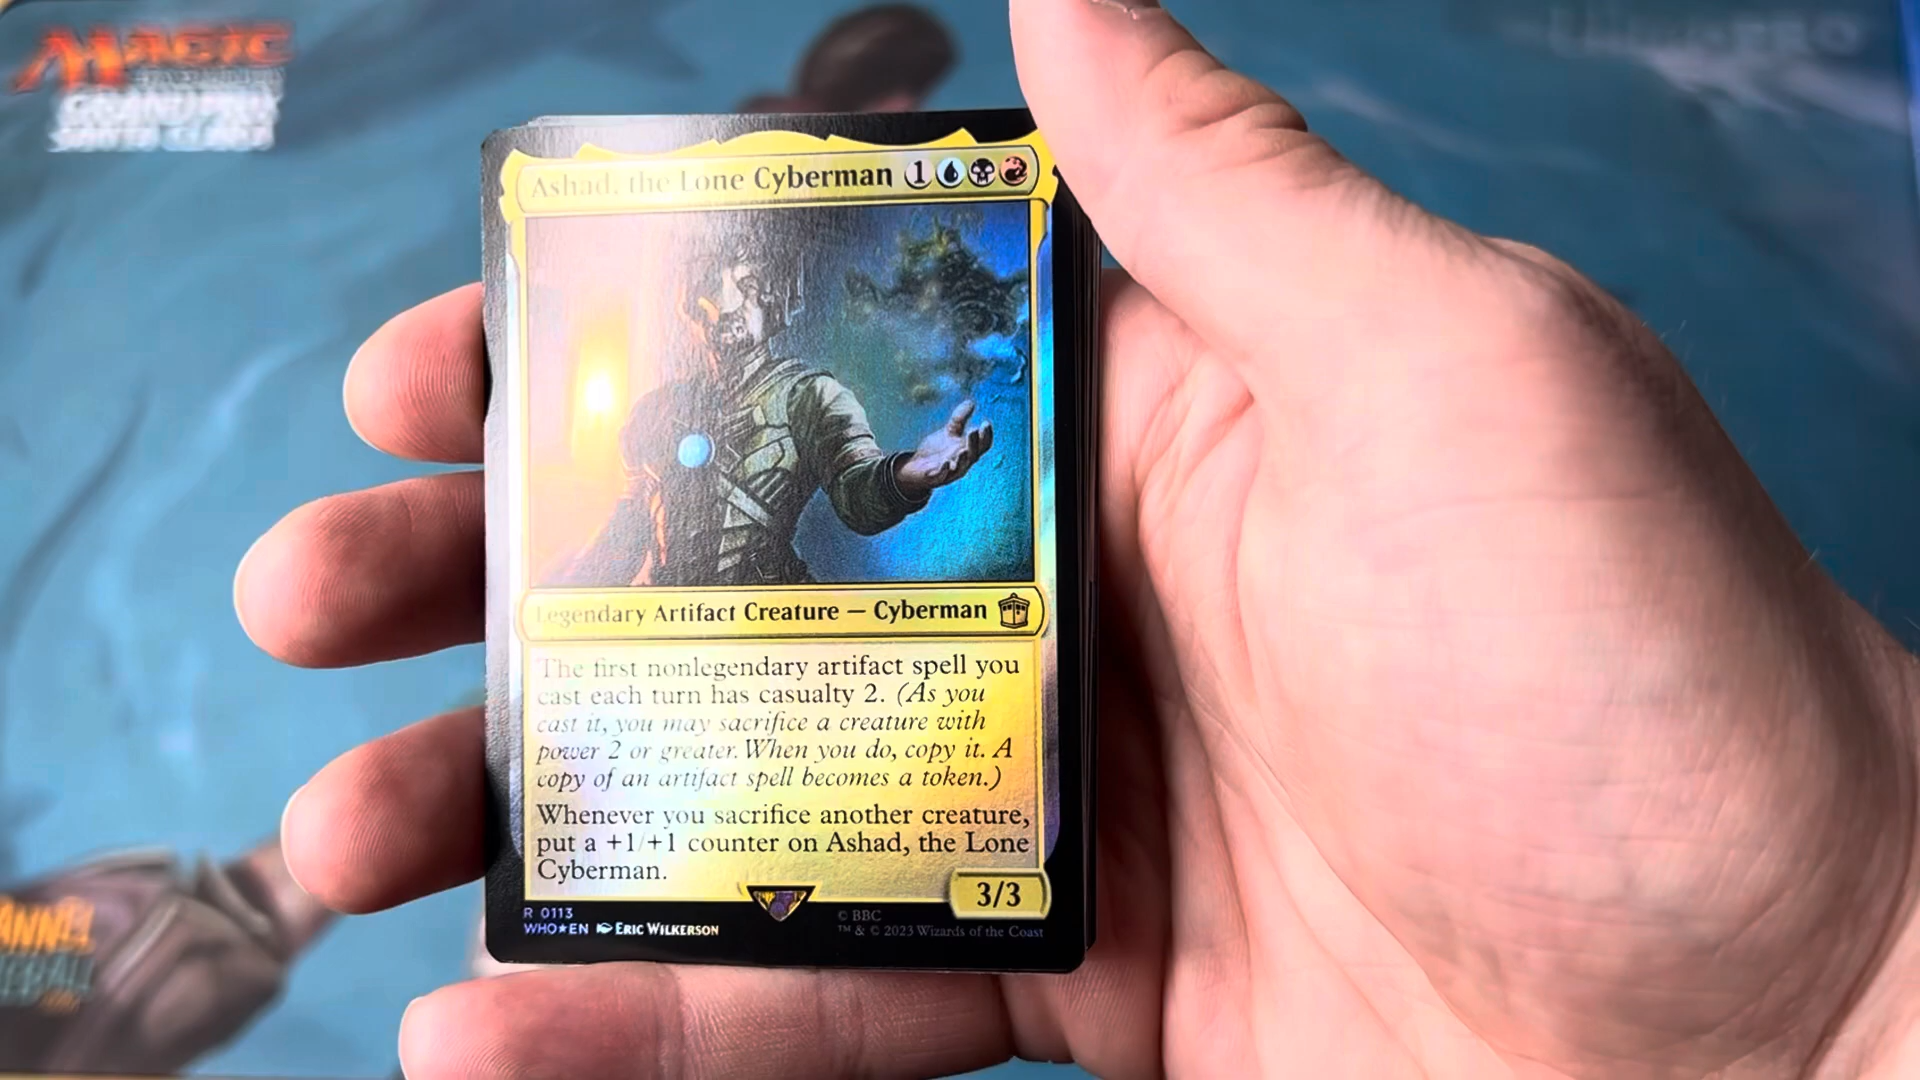 MAGIC
GRAND PRIX
SANTA CLARA
Ashad, the Lone Cyberman 1
Legendary Artifact Creature — Cyberman
The first nonlegendary artifact spell you
cast each turn has casualty 2. (As you
cast it, you may sacrifice a creature with
power 2 or greater. When you do, copy it. A
copy of an artifact spell becomes a token.)
Whenever you sacrifice another creature,
put a +1/+1 counter on Ashad, the Lone
Cyberman.
3/3
R 0113
WHO★EN ERIC WILKERSON
© BBC
™ & © 2023 Wizards of the Coast